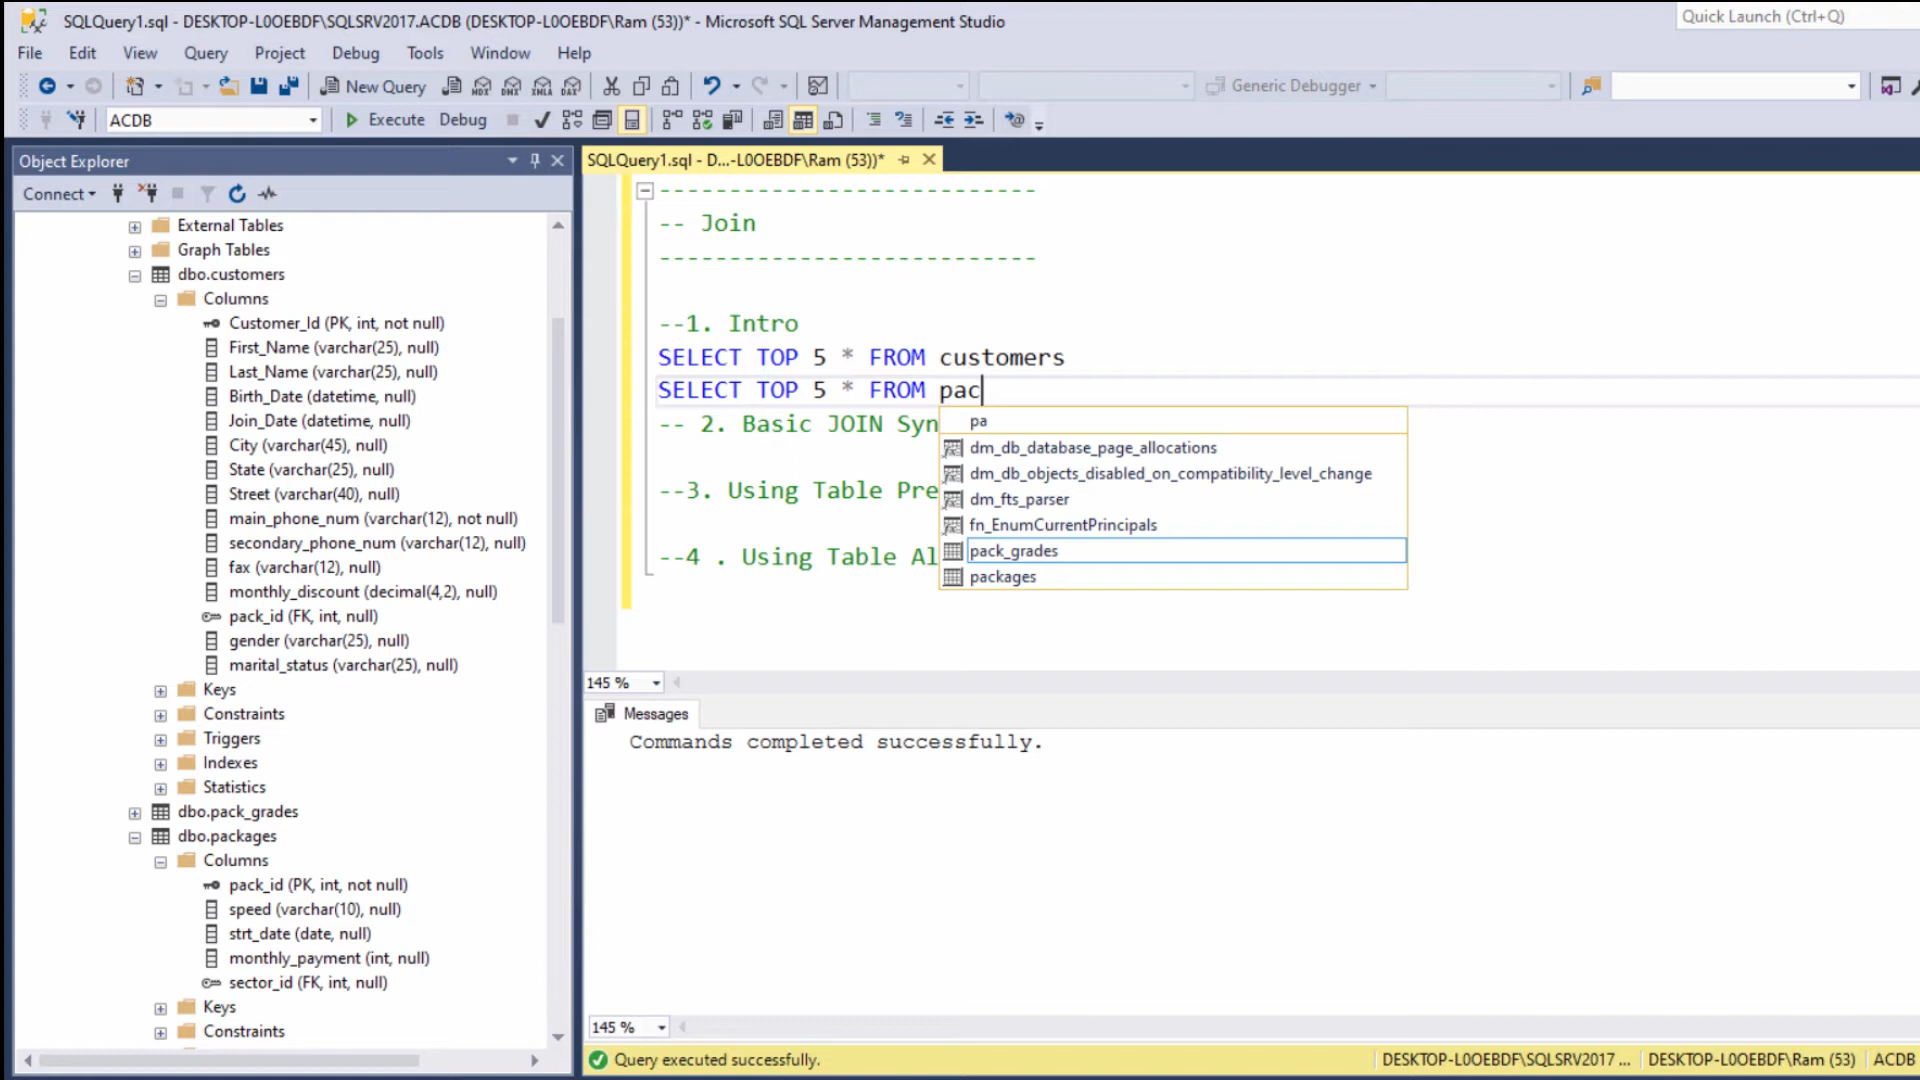 SQLQuery1.sql - DESKTOP-L0OEBDF\SQLSRV2017.ACDB (DESKTOP-L0OEBDF\Ram (53))* - Microsoft SQL Server Management Studio
Quick Launch (Ctrl+Q)
File Edit View Query Project Debug Tools Window Help
New Query MDX DMX XMLA DAX Generic Debugger
ACDB Execute Debug
Object Explorer
Connect
External Tables
Graph Tables
dbo.customers
Columns
Customer_Id (PK, int, not null)
First_Name (varchar(25), null)
Last_Name (varchar(25), null)
Birth_Date (datetime, null)
Join_Date (datetime, null)
City (varchar(45), null)
State (varchar(25), null)
Street (varchar(40), null)
main_phone_num (varchar(12), not null)
secondary_phone_num (varchar(12), null)
fax (varchar(12), null)
monthly_discount (decimal(4,2), null)
pack_id (FK, int, null)
gender (varchar(25), null)
marital_status (varchar(25), null)
Keys
Constraints
Triggers
Indexes
Statistics
dbo.pack_grades
dbo.packages
Columns
pack_id (PK, int, not null)
speed (varchar(10), null)
strt_date (date, null)
monthly_payment (int, null)
sector_id (FK, int, null)
Keys
Constraints
SQLQuery1.sql - D...-L0OEBDF\Ram (53))*
---------------------------
-- Join
---------------------------
--1. Intro
SELECT TOP 5 * FROM customers
SELECT TOP 5 * FROM pac
-- 2. Basic JOIN Syn
--3. Using Table Pre
--4 . Using Table Al
pa
dm_db_database_page_allocations
dm_db_objects_disabled_on_compatibility_level_change
dm_fts_parser
fn_EnumCurrentPrincipals
pack_grades
packages
145 %
Messages
Commands completed successfully.
145 %
Query executed successfully.
DESKTOP-L0OEBDF\SQLSRV2017 ... DESKTOP-L0OEBDF\Ram (53) ACDB